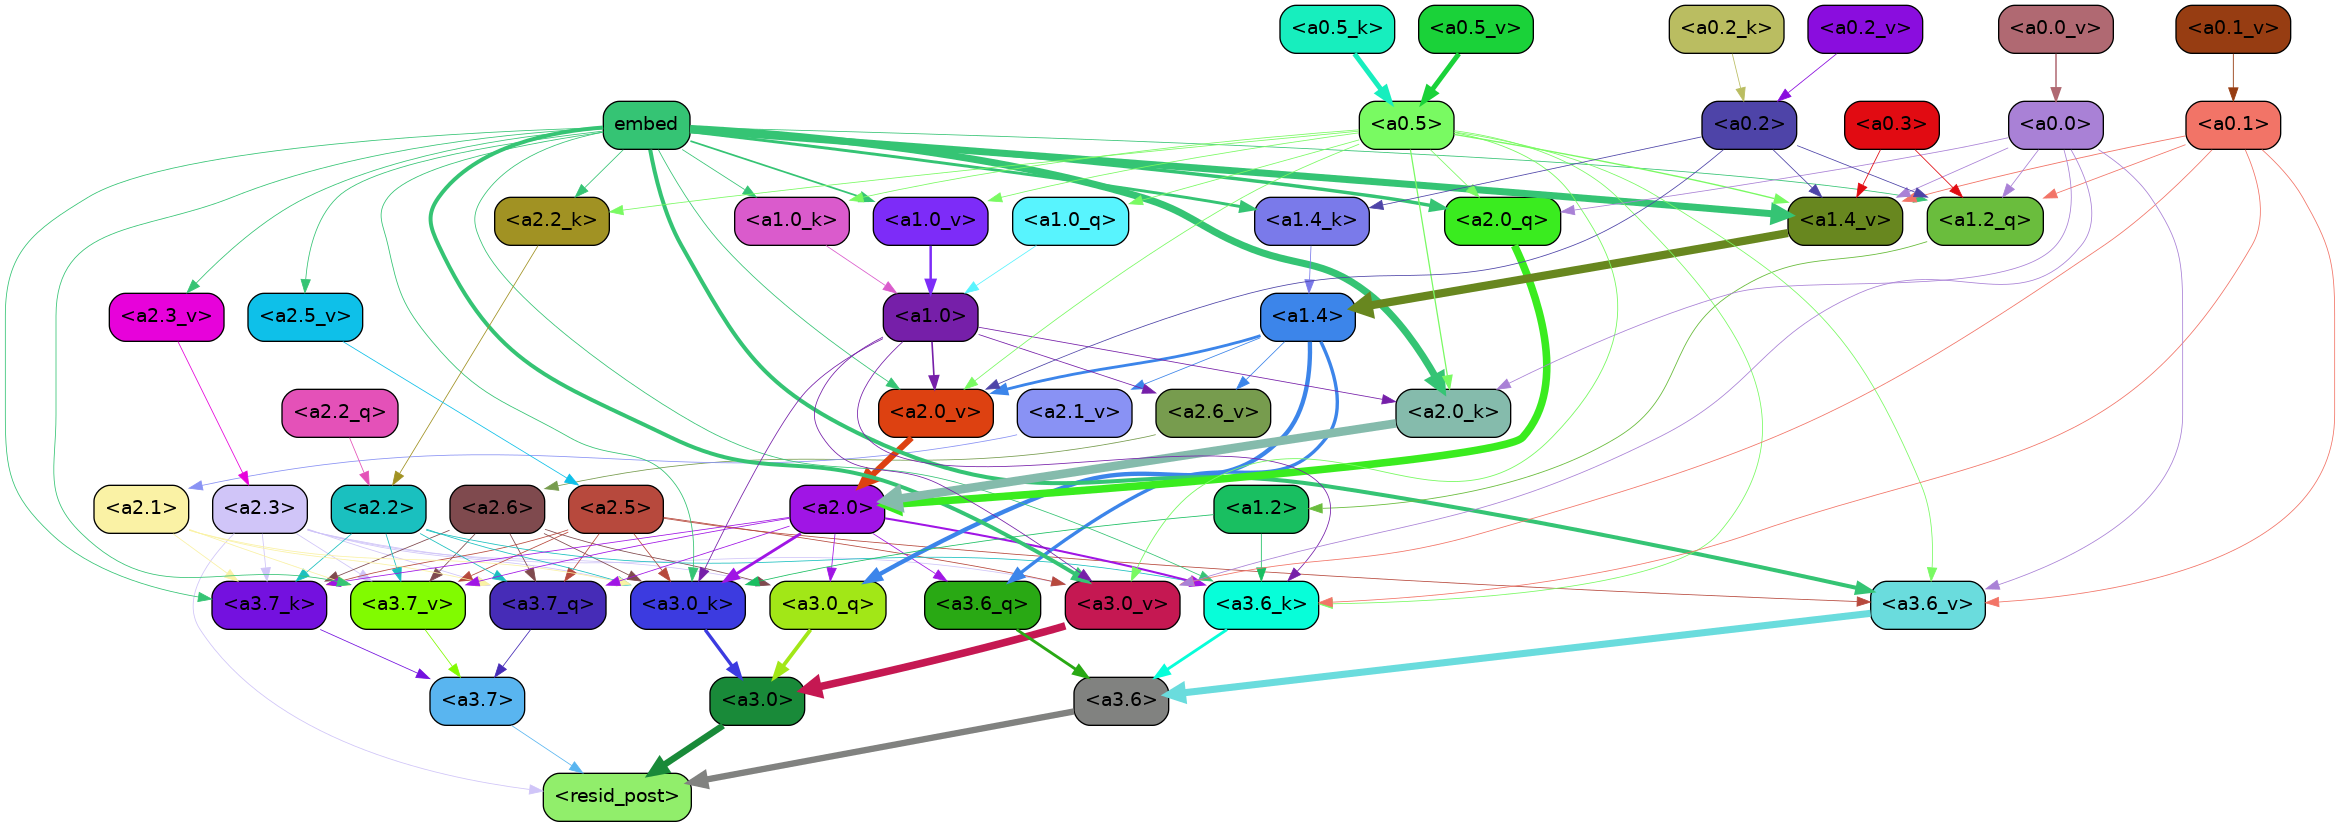 <a0.5_k>
<a0.5_v>
<a0.2_k>
<a0.2_v>
<a0.0_v>
<a0.1_v>
embed
<a0.5>
<a0.2>
<a0.3>
<a0.0>
<a0.1>
<a2.2_k>
<a1.0_k>
<a1.0_v>
<a1.0_q>
<a1.4_k>
<a2.0_q>
<a1.4_v>
<a1.2_q>
<a2.3_v>
<a2.5_v>
<a1.0>
<a1.4>
<a2.2_q>
<a2.0_v>
<a2.1_v>
<a2.6_v>
<a2.0_k>
<a2.1>
<a2.3>
<a2.2>
<a2.6>
<a2.5>
<a2.0>
<a1.2>
<a3.7_k>
<a3.7_v>
<a3.7_q>
<a3.0_k>
<a3.0_q>
<a3.6_q>
<a3.0_v>
<a3.6_k>
<a3.6_v>
<a3.7>
<a3.0>
<a3.6>
<resid_post>